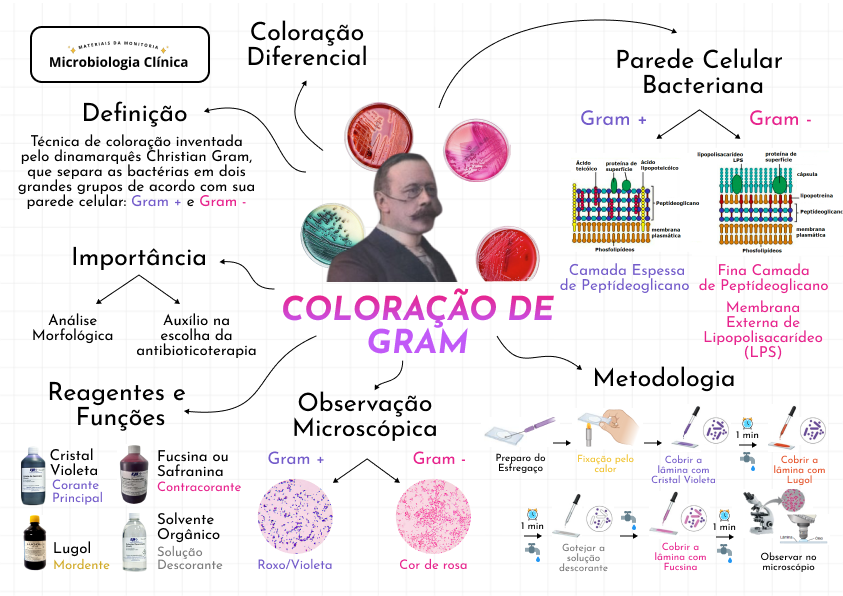 MATERIAIS DA MONITORIA
Microbiologia Clínica
Coloração
Diferencial
Parede Celular
Bacteriana
Gram +
Gram -
Definição
Técnica de coloração inventada
pelo dinamarquês Christian Gram,
que separa as bactérias em dois
grandes grupos de acordo com sua
parede celular: Gram + e Gram -
Ácido
teicóico
proteína de
superfície
ácido
lipoteicóico
Peptideoglicano
membrana
plasmática
Phosfolipídeos
lipopolisacarídeo
LPS
proteína de
superfície
cápsula
lipoproteína
Peptídeoglicano
membrana
plasmática
Phosfolipídeos
Camada Espessa
de Peptídeoglicano
Fina Camada
de Peptídeoglicano
Membrana
Externa de
Lipopolisacarídeo
(LPS)
Importância
Análise
Morfológica
Auxílio na
escolha da
antibioticoterapia
COLORAÇÃO DE
GRAM
Reagentes e
Funções
Cristal
Violeta
Corante
Principal
Fucsina ou
Safranina
Contracorante
Lugol
Mordente
Solvente
Orgânico
Solução
Descorante
Observação
Microscópica
Gram +
Gram -
Roxo/Violeta
Cor de rosa
Metodologia
Preparo do
Esfregaço
Fixação pelo
calor
Cobrir a
lâmina com
Cristal Violeta
1 min
Cobrir a
lâmina com
Lugol
1 min
Gotejar a
solução
descorante
Cobrir a
lâmina com
Fucsina
1 min
Observar no
microscópio